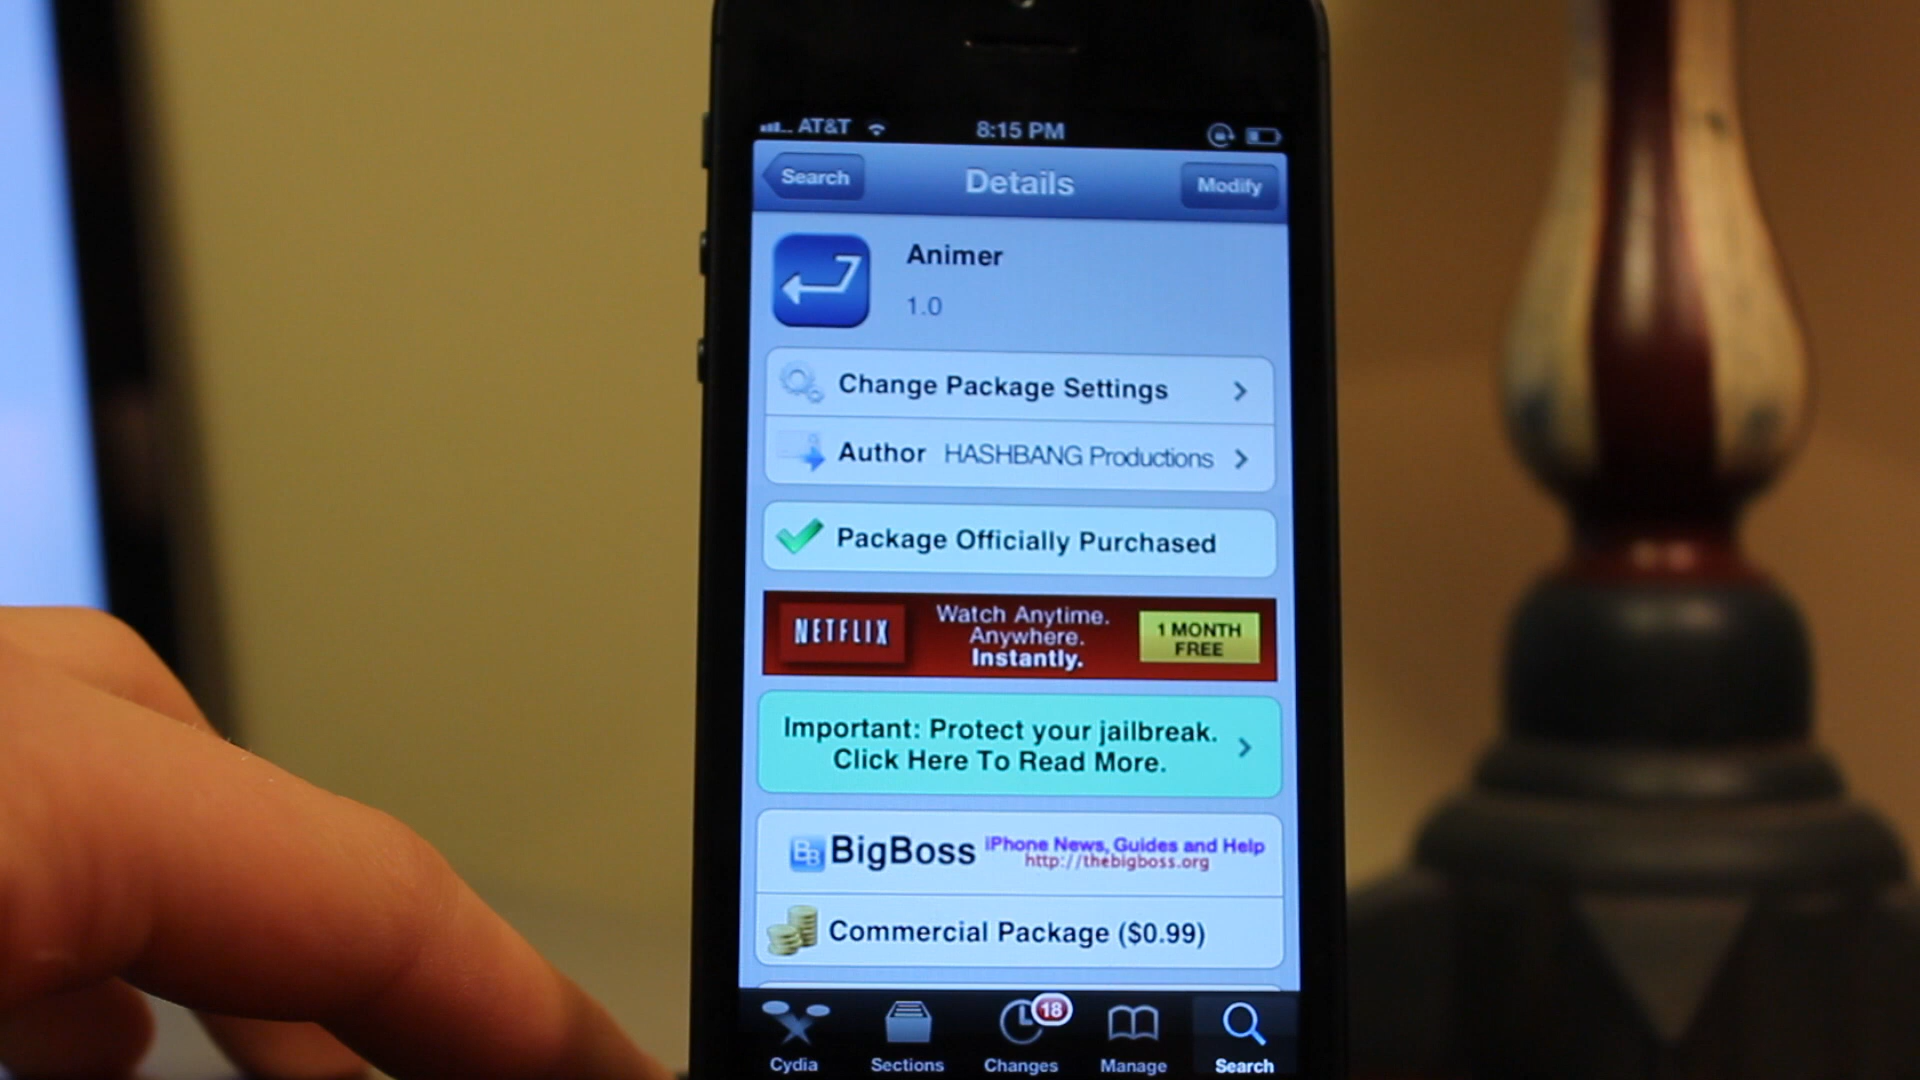 AT&T 8:15 PM
Search Details Modify
Animer
1.0
Change Package Settings
Author HASHBANG Productions
Package Officially Purchased
NETFLIX Watch Anytime. Anywhere. Instantly. 1 MONTH FREE
Important: Protect your jailbreak.
Click Here To Read More.
BB BigBoss iPhone News, Guides and Help
http://thebigboss.org
Commercial Package ($0.99)
18
Cydia Sections Changes Manage Search